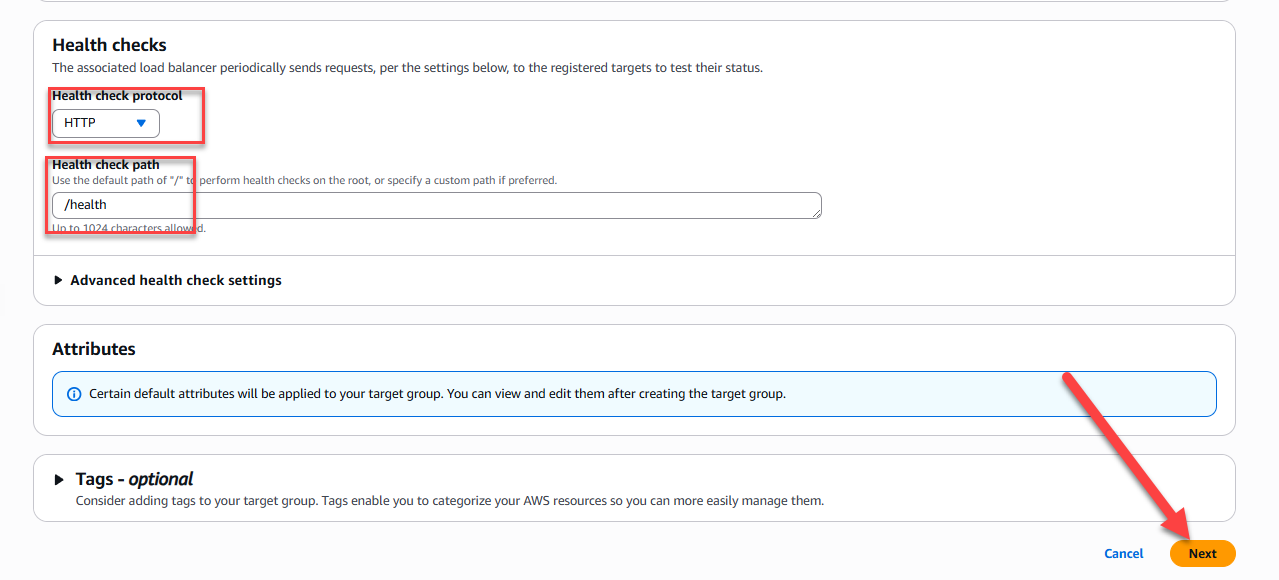 Health checks
The associated load balancer periodically sends requests, per the settings below, to the registered targets to test their status.
Health check protocol
HTTP
Health check path
Use the default path of "/" to perform health checks on the root, or specify a custom path if preferred.
/health
Up to 1024 characters allowed.
Advanced health check settings
Attributes
Certain default attributes will be applied to your target group. You can view and edit them after creating the target group.
Tags - optional
Consider adding tags to your target group. Tags enable you to categorize your AWS resources so you can more easily manage them.
Cancel
Next